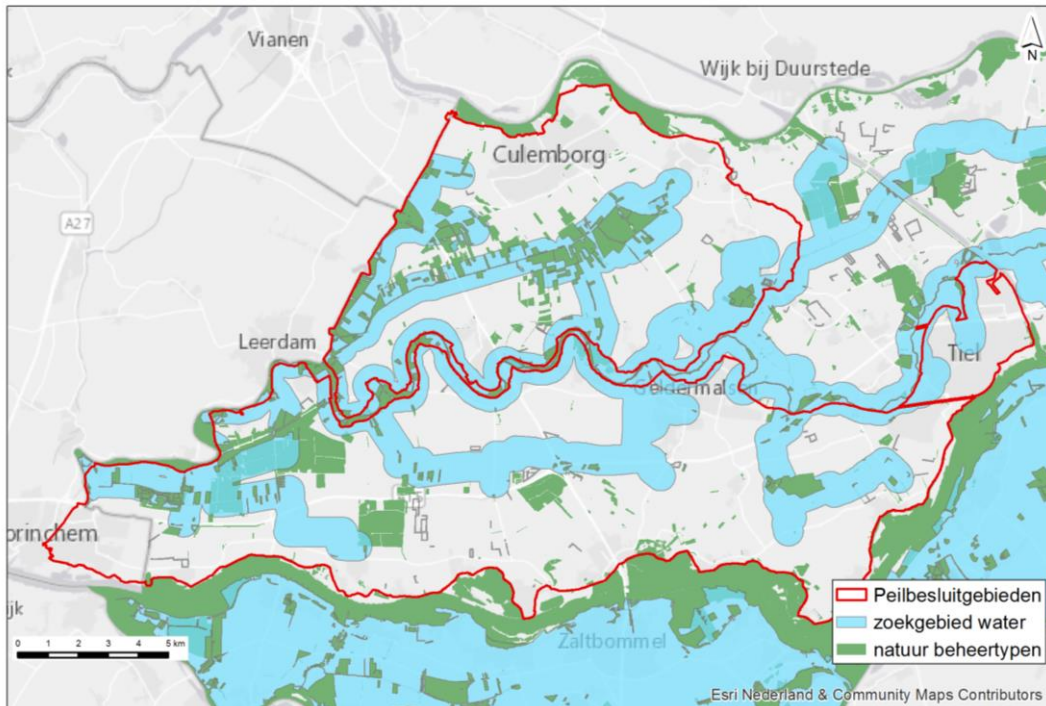 Vianen
Wijk bij Duurstede
N
Culemborg
A27
Leerdam
Tiel
Geldermalsen
orinchem
ijk
Zaltbommel
0 1 2 3 4 5 km
Peilbesluitgebieden
zoekgebied water
natuur beheertypen
Esri Nederland & Community Maps Contributors